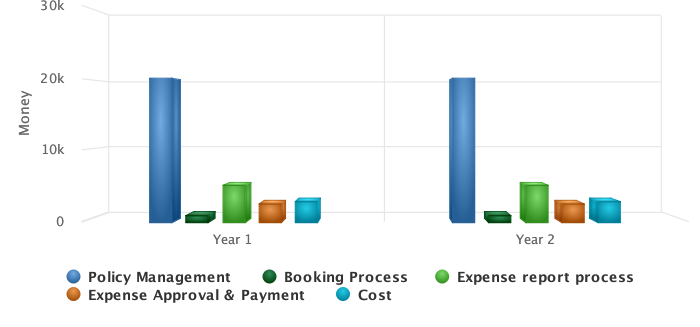 30k
20k
10k
0
Money
Year 1 Year 2
Policy Management Booking Process Expense report process
Expense Approval & Payment Cost